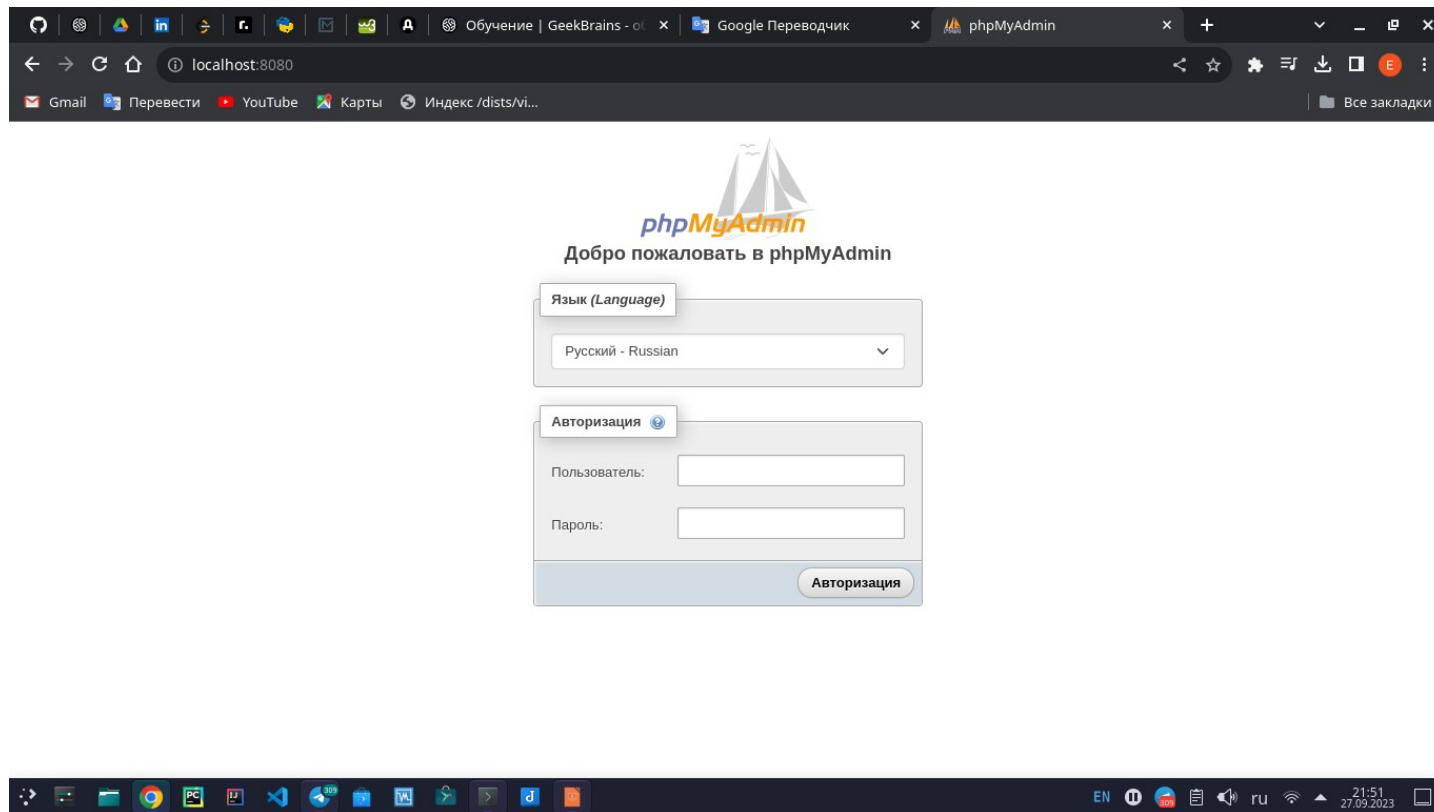 Обучение | GeekBrains - об
Google Переводчик
phpMyAdmin
localhost:8080
E
Gmail
Перевести
YouTube
Карты
Индекс /dists/vi...
Все закладки
phpMyAdmin
Добро пожаловать в phpMyAdmin
Язык (Language)
Русский - Russian
Авторизация
Пользователь:
Пароль:
Авторизация
EN
ru
21:51
27.09.2023